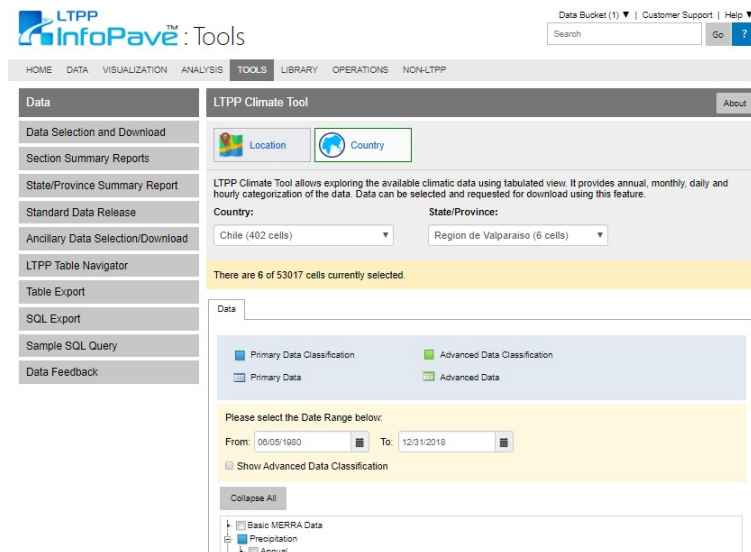 LTPP
InfoPave™: Tools
Data Bucket (1) ▼ | Customer Support | Help ▼
Search
Go
?
HOME DATA VISUALIZATION ANALYSIS TOOLS LIBRARY OPERATIONS NON-LTPP
Data
Data Selection and Download
Section Summary Reports
State/Province Summary Report
Standard Data Release
Ancillary Data Selection/Download
LTPP Table Navigator
Table Export
SQL Export
Sample SQL Query
Data Feedback
LTPP Climate Tool
About
Location
Country
LTPP Climate Tool allows exploring the available climatic data using tabulated view. It provides annual, monthly, daily and
hourly categorization of the data. Data can be selected and requested for download using this feature.
Country: State/Province:
Chile (402 cells) ▼ Region de Valparaiso (6 cells) ▼
There are 6 of 53017 cells currently selected.
Data
Primary Data Classification Advanced Data Classification
Primary Data Advanced Data
Please select the Date Range below:
From: 06/05/1980 To: 12/31/2018
Show Advanced Data Classification
Collapse All
Basic MERRA Data
Precipitation
Annual